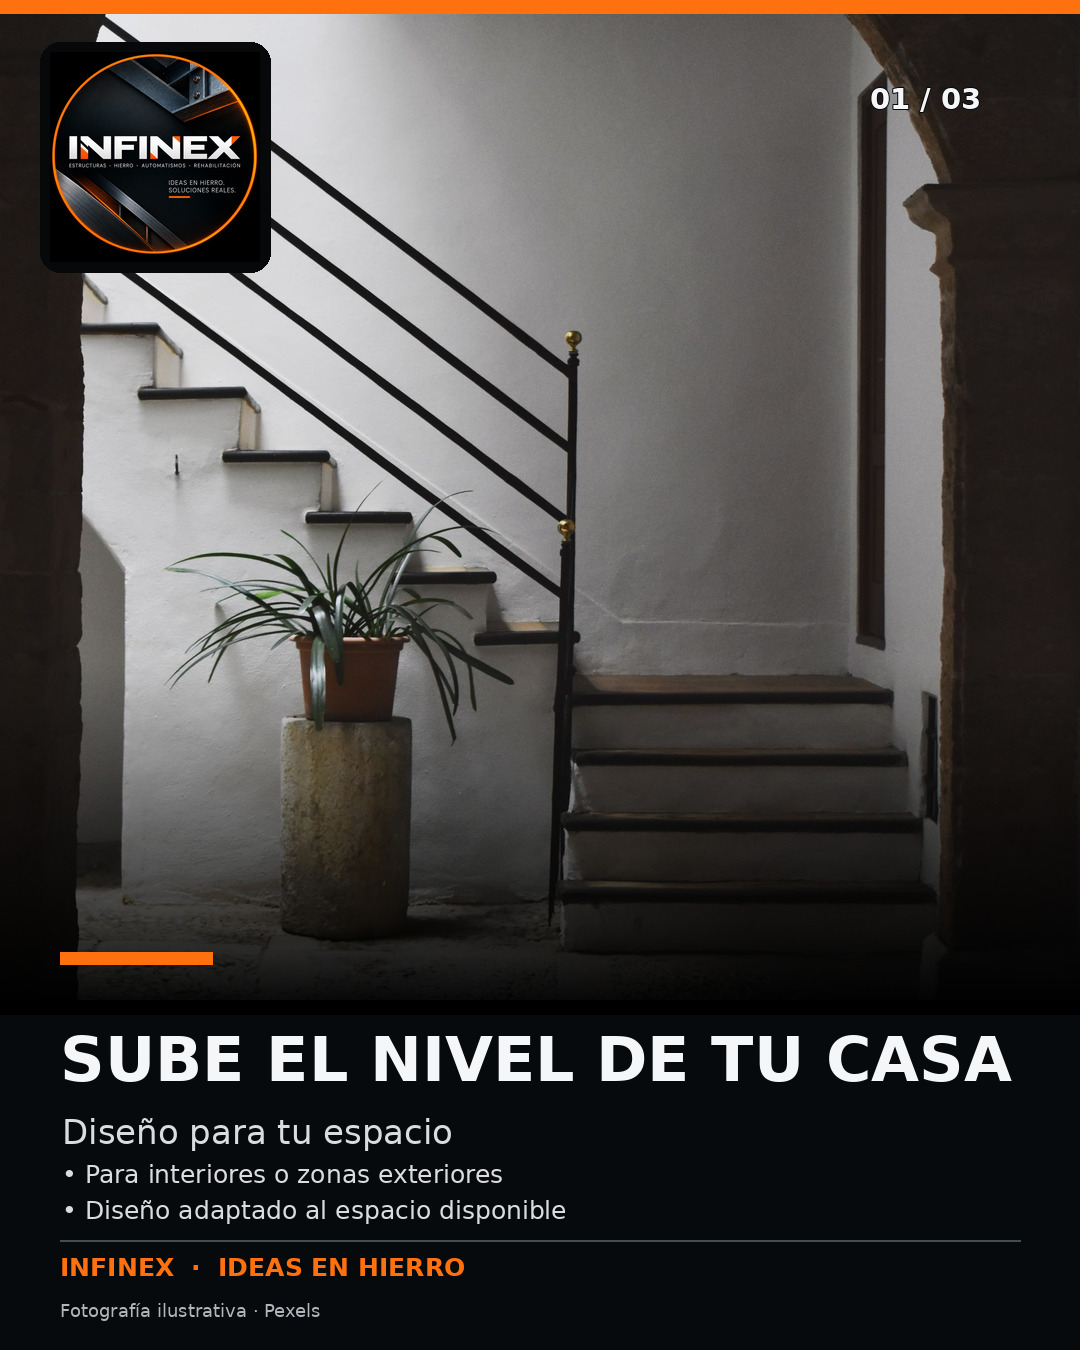 INFINEX
ESTRUCTURAS · HIERRO · AUTOMATISMOS · REHABILITACIÓN
IDEAS EN HIERRO.
SOLUCIONES REALES.
01 / 03
SUBE EL NIVEL DE TU CASA
Diseño para tu espacio
• Para interiores o zonas exteriores
• Diseño adaptado al espacio disponible
INFINEX · IDEAS EN HIERRO
Fotografía ilustrativa · Pexels